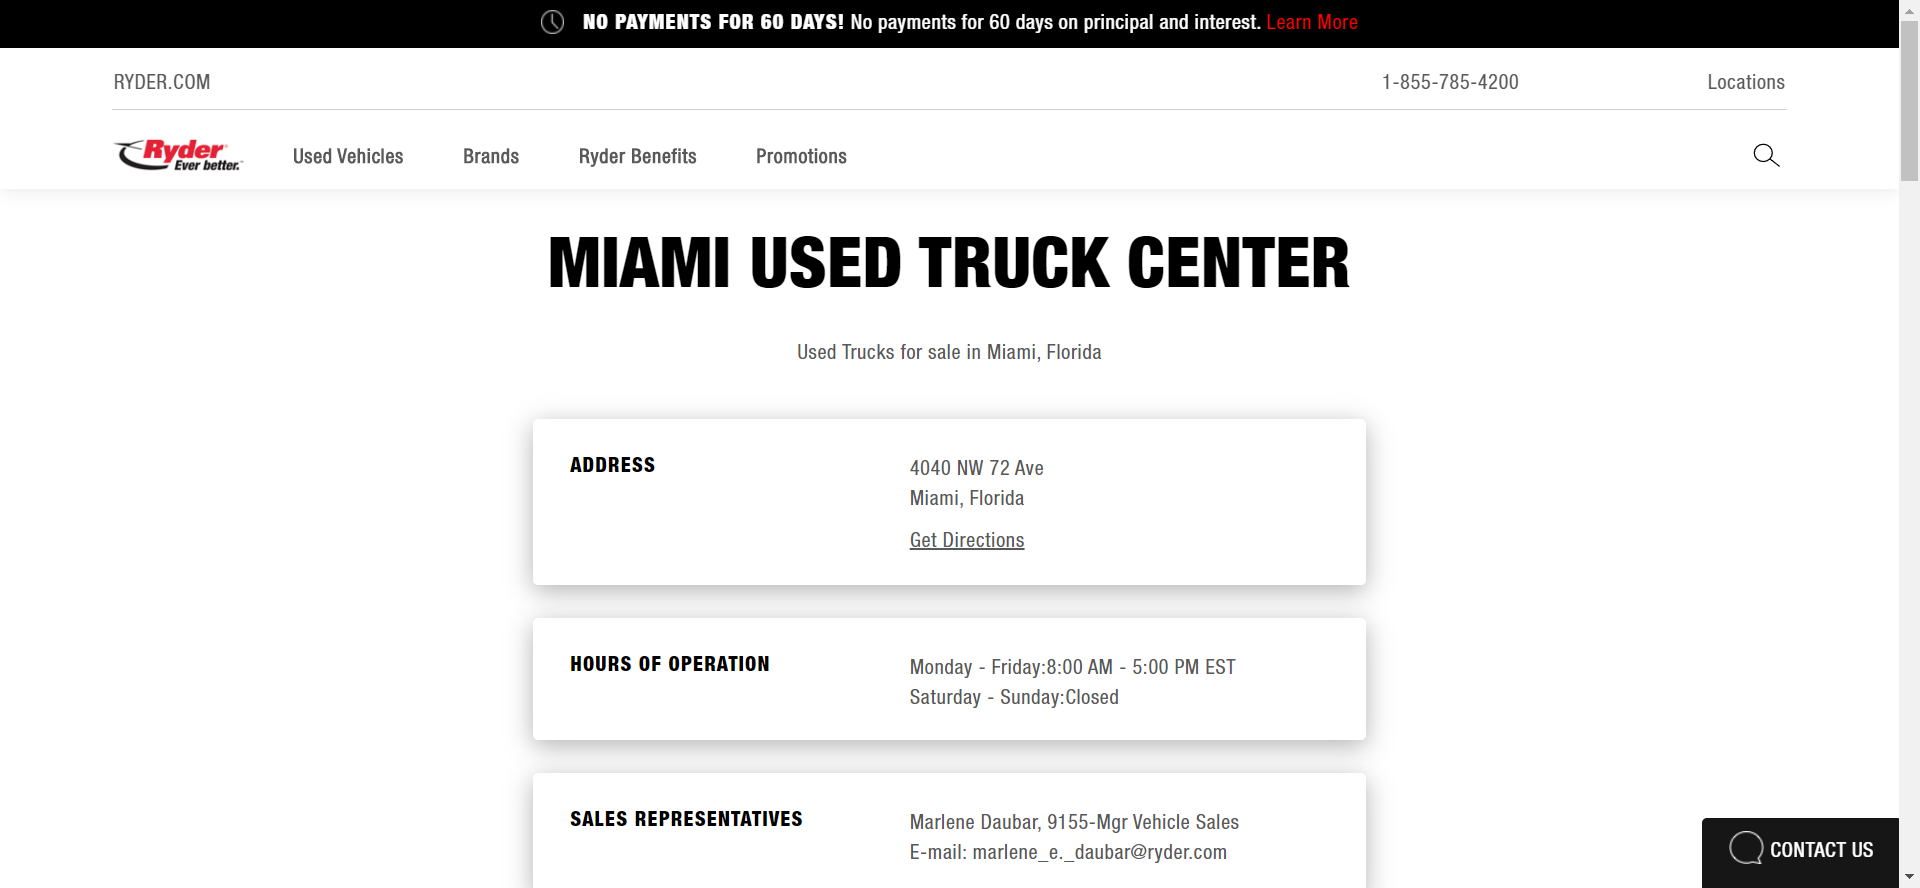 NO PAYMENTS FOR 60 DAYS! No payments for 60 days on principal and interest. Learn More
RYDER.COM
1-855-785-4200
Locations
Ryder
Ever better.™
Used Vehicles
Brands
Ryder Benefits
Promotions
MIAMI USED TRUCK CENTER
Used Trucks for sale in Miami, Florida
ADDRESS
4040 NW 72 Ave
Miami, Florida
Get Directions
HOURS OF OPERATION
Monday - Friday:8:00 AM - 5:00 PM EST
Saturday - Sunday:Closed
SALES REPRESENTATIVES
Marlene Daubar, 9155-Mgr Vehicle Sales
E-mail: marlene_e._daubar@ryder.com
CONTACT US